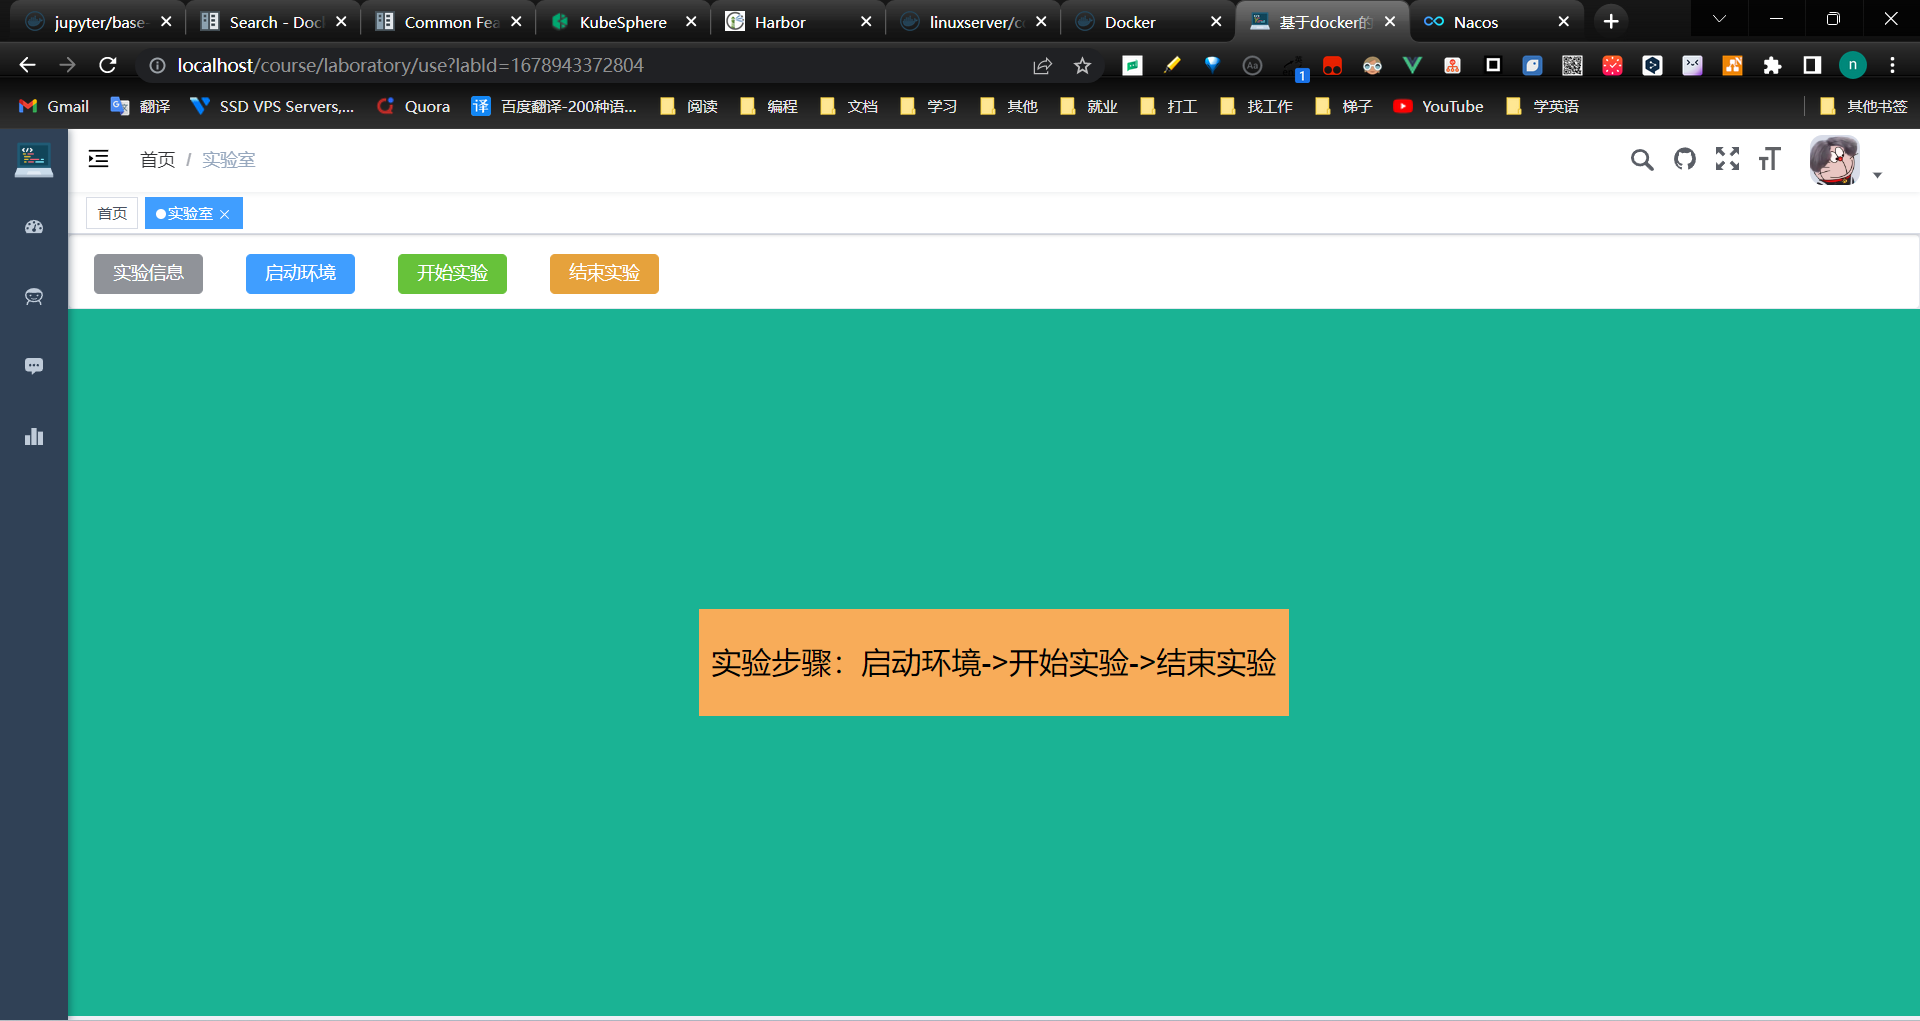 jupyter/base-
Search - Doc
Common Fea
KubeSphere
Harbor
linuxserver/co
Docker
基于docker的
Nacos
localhost/course/laboratory/use?labId=1678943372804
1
n
Gmail
翻译
SSD VPS Servers,...
Quora
译 百度翻译-200种语...
阅读
编程
文档
学习
其他
就业
打工
找工作
梯子
YouTube
学英语
其他书签
首页 / 实验室
首页
实验室
实验信息
启动环境
开始实验
结束实验
实验步骤：启动环境->开始实验->结束实验